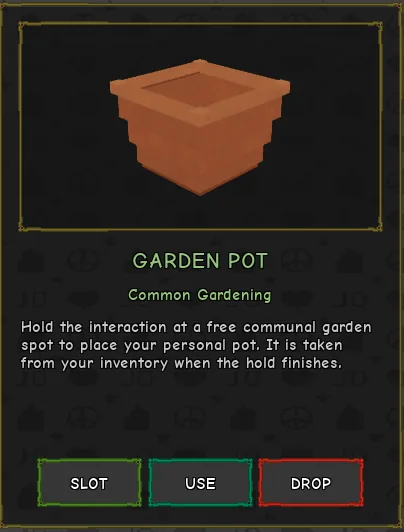 GARDEN POT
Common Gardening
Hold the interaction at a free communal garden
spot to place your personal pot. It is taken
from your inventory when the hold finishes.
SLOT
USE
DROP